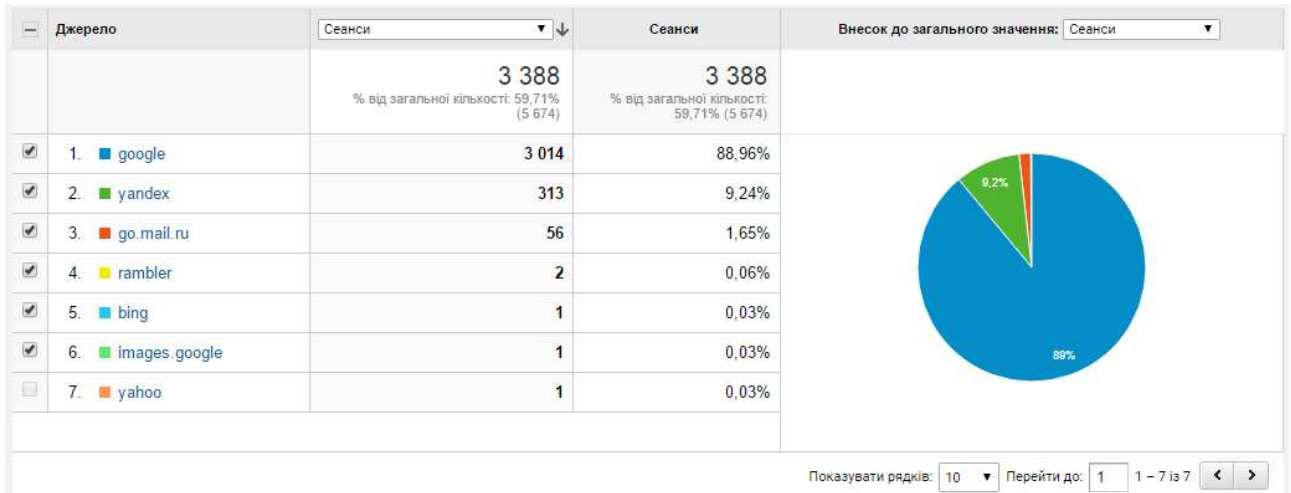 Джерело Сеанси Сеанси Внесок до загального значення: Сеанси
3 388 3 388
% від загальної кількості: 59,71% % від загальної кількості:
(5 674) 59,71% (5 674)
1. google 3 014 88,96%
2. yandex 313 9,24%
3. go.mail.ru 56 1,65%
4. rambler 2 0,06%
5. bing 1 0,03%
6. images.google 1 0,03%
7. yahoo 1 0,03%
9,2%
89%
Показувати рядків: 10 Перейти до: 1 1 – 7 із 7